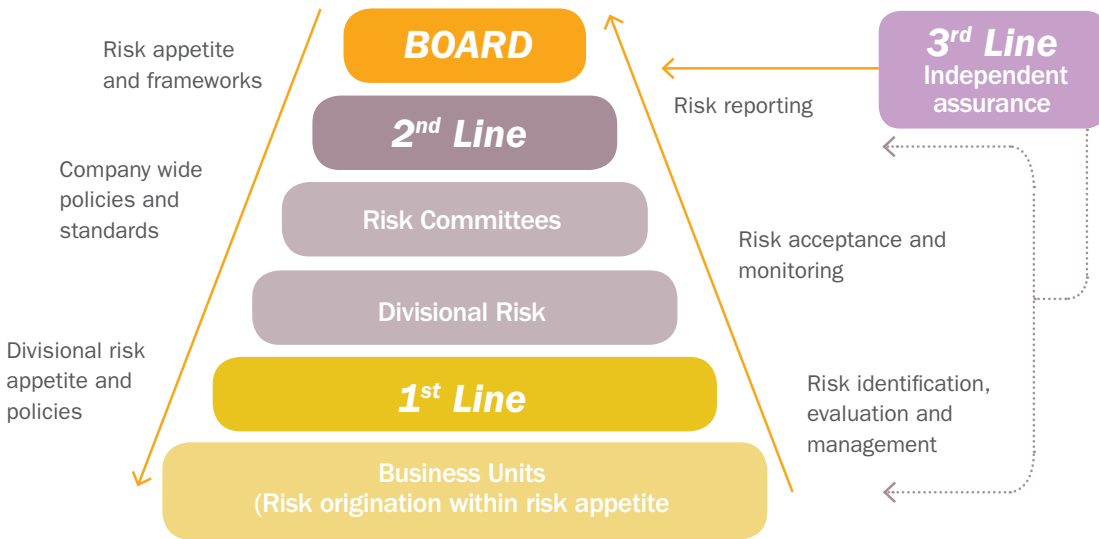 BOARD
3rd Line
Independent
assurance
Risk appetite
and frameworks
Risk reporting
2nd Line
Company wide
policies and
standards
Risk Committees
Risk acceptance and
monitoring
Divisional Risk
Divisional risk
appetite and
policies
1st Line
Risk identification,
evaluation and
management
Business Units
(Risk origination within risk appetite